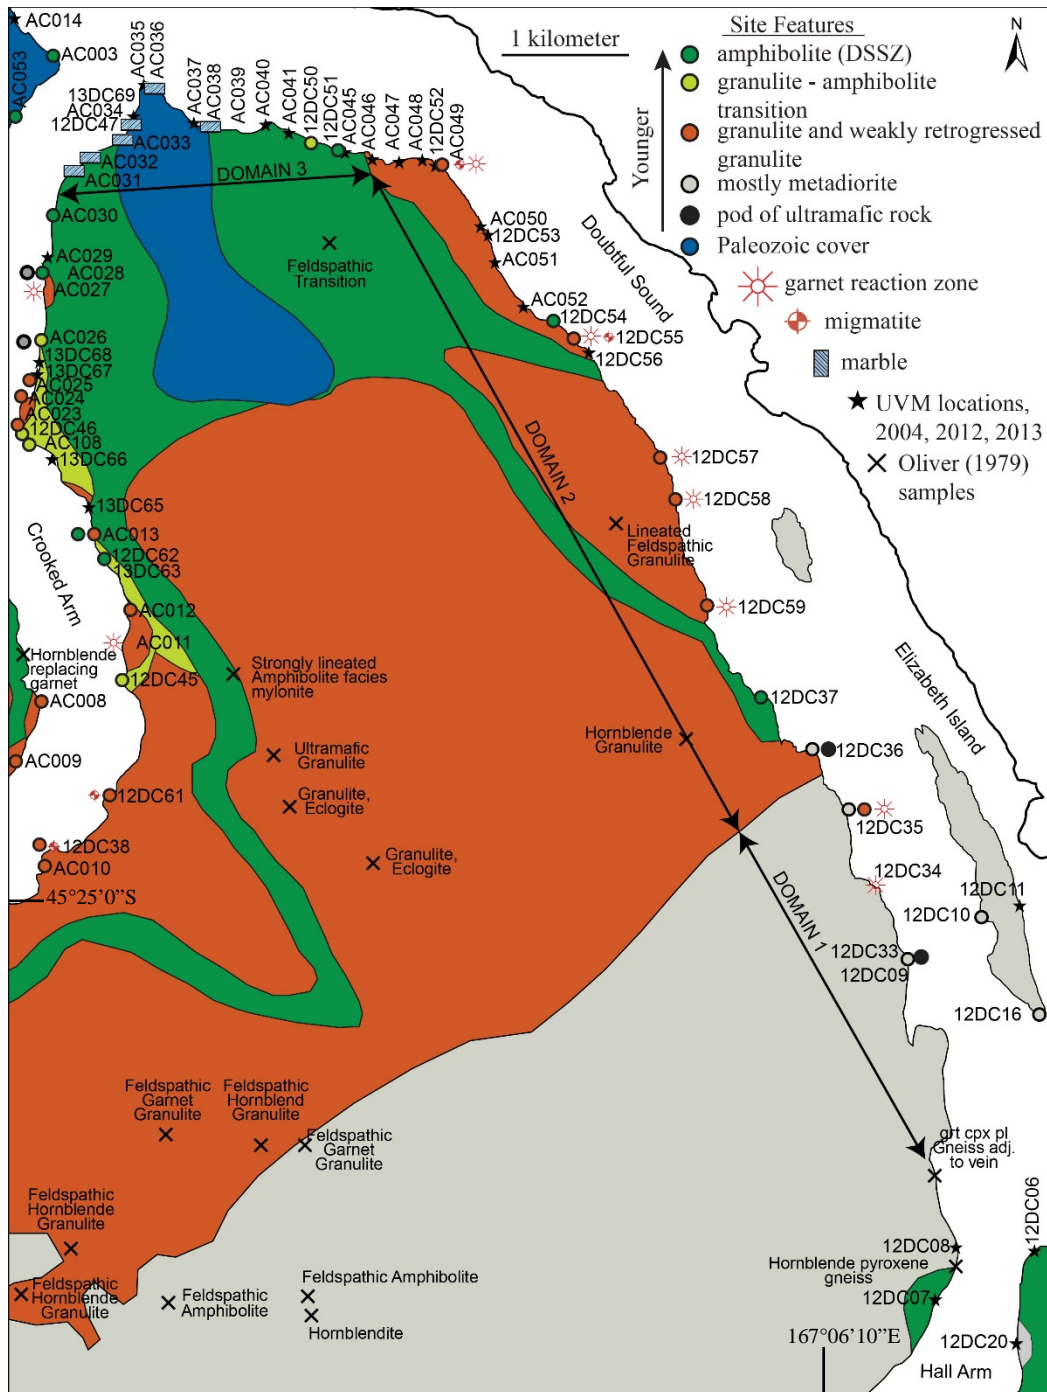 AC014
AC003
AC053
AC035
AC036
13DC69
AC034
12DC47
AC033
AC032
AC031
AC037
AC038
AC039
AC040
AC041
12DC50
12DC51
AC045
AC046
AC047
AC048
12DC52
AC049
1 kilometer
N
Younger
Site Features
amphibolite (DSSZ)
granulite - amphibolite
transition
granulite and weakly retrogressed
granulite
mostly metadiorite
pod of ultramafic rock
Paleozoic cover
garnet reaction zone
migmatite
marble
UVM locations,
2004, 2012, 2013
Oliver (1979)
samples
DOMAIN 3
AC030
AC029
AC028
AC027
AC026
13DC68
13DC67
AC025
AC024
AC023
12DC46
AC108
13DC66
13DC65
AC013
12DC62
13DC63
AC012
AC011
12DC45
AC008
AC009
12DC61
12DC38
AC010
45°25'0”S
Crooked Arm
Hornblende
replacing
garnet
Feldspathic
Transition
AC050
12DC53
AC051
AC052
12DC54
12DC55
12DC56
Doubtful Sound
DOMAIN 2
12DC57
12DC58
Lineated
Feldspathic
Granulite
12DC59
Strongly lineated
Amphibolite facies
mylonite
12DC37
Elizabeth Island
Ultramafic
Granulite
Hornblende
Granulite
12DC36
Granulite,
Eclogite
12DC35
Granulite,
Eclogite
12DC34
DOMAIN 1
12DC11
12DC10
12DC33
12DC09
12DC16
Feldspathic
Garnet
Granulite
Feldspathic
Hornblend
Granulite
Feldspathic
Garnet
Granulite
grt cpx pl
Gneiss adj.
to vein
Feldspathic
Hornblende
Granulite
12DC08
12DC06
Hornblende pyroxene
gneiss
Feldspathic
Hornblende
Granulite
Feldspathic
Amphibolite
Feldspathic Amphibolite
Hornblendite
12DC07
167°06'10”E
12DC20
Hall Arm